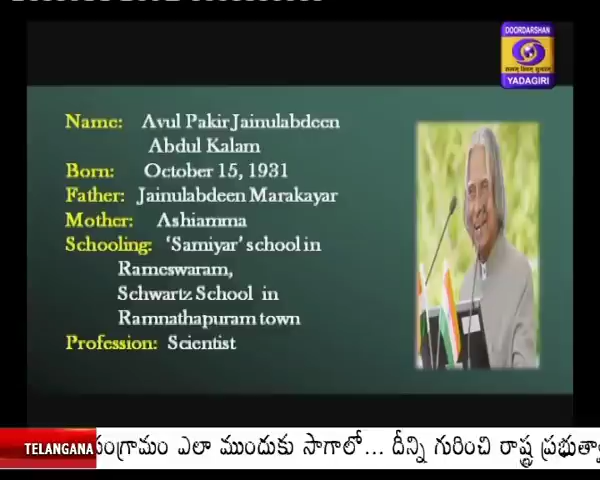 DOORDARSHAN
YADAGIRI
Name: Avul Pakir Jainulabdeen
Abdul Kalam
Born: October 15, 1931
Father: Jainulabdeen Marakayar
Mother: Ashiamma
Schooling: ‘Samiyar’ school in
Rameswaram,
Schwartz School in
Ramnathapuram town
Profession: Scientist
TELANGANA
ఎలా ముందుకు సాగాలో... దీన్ని గురించి రాష్ట్ర